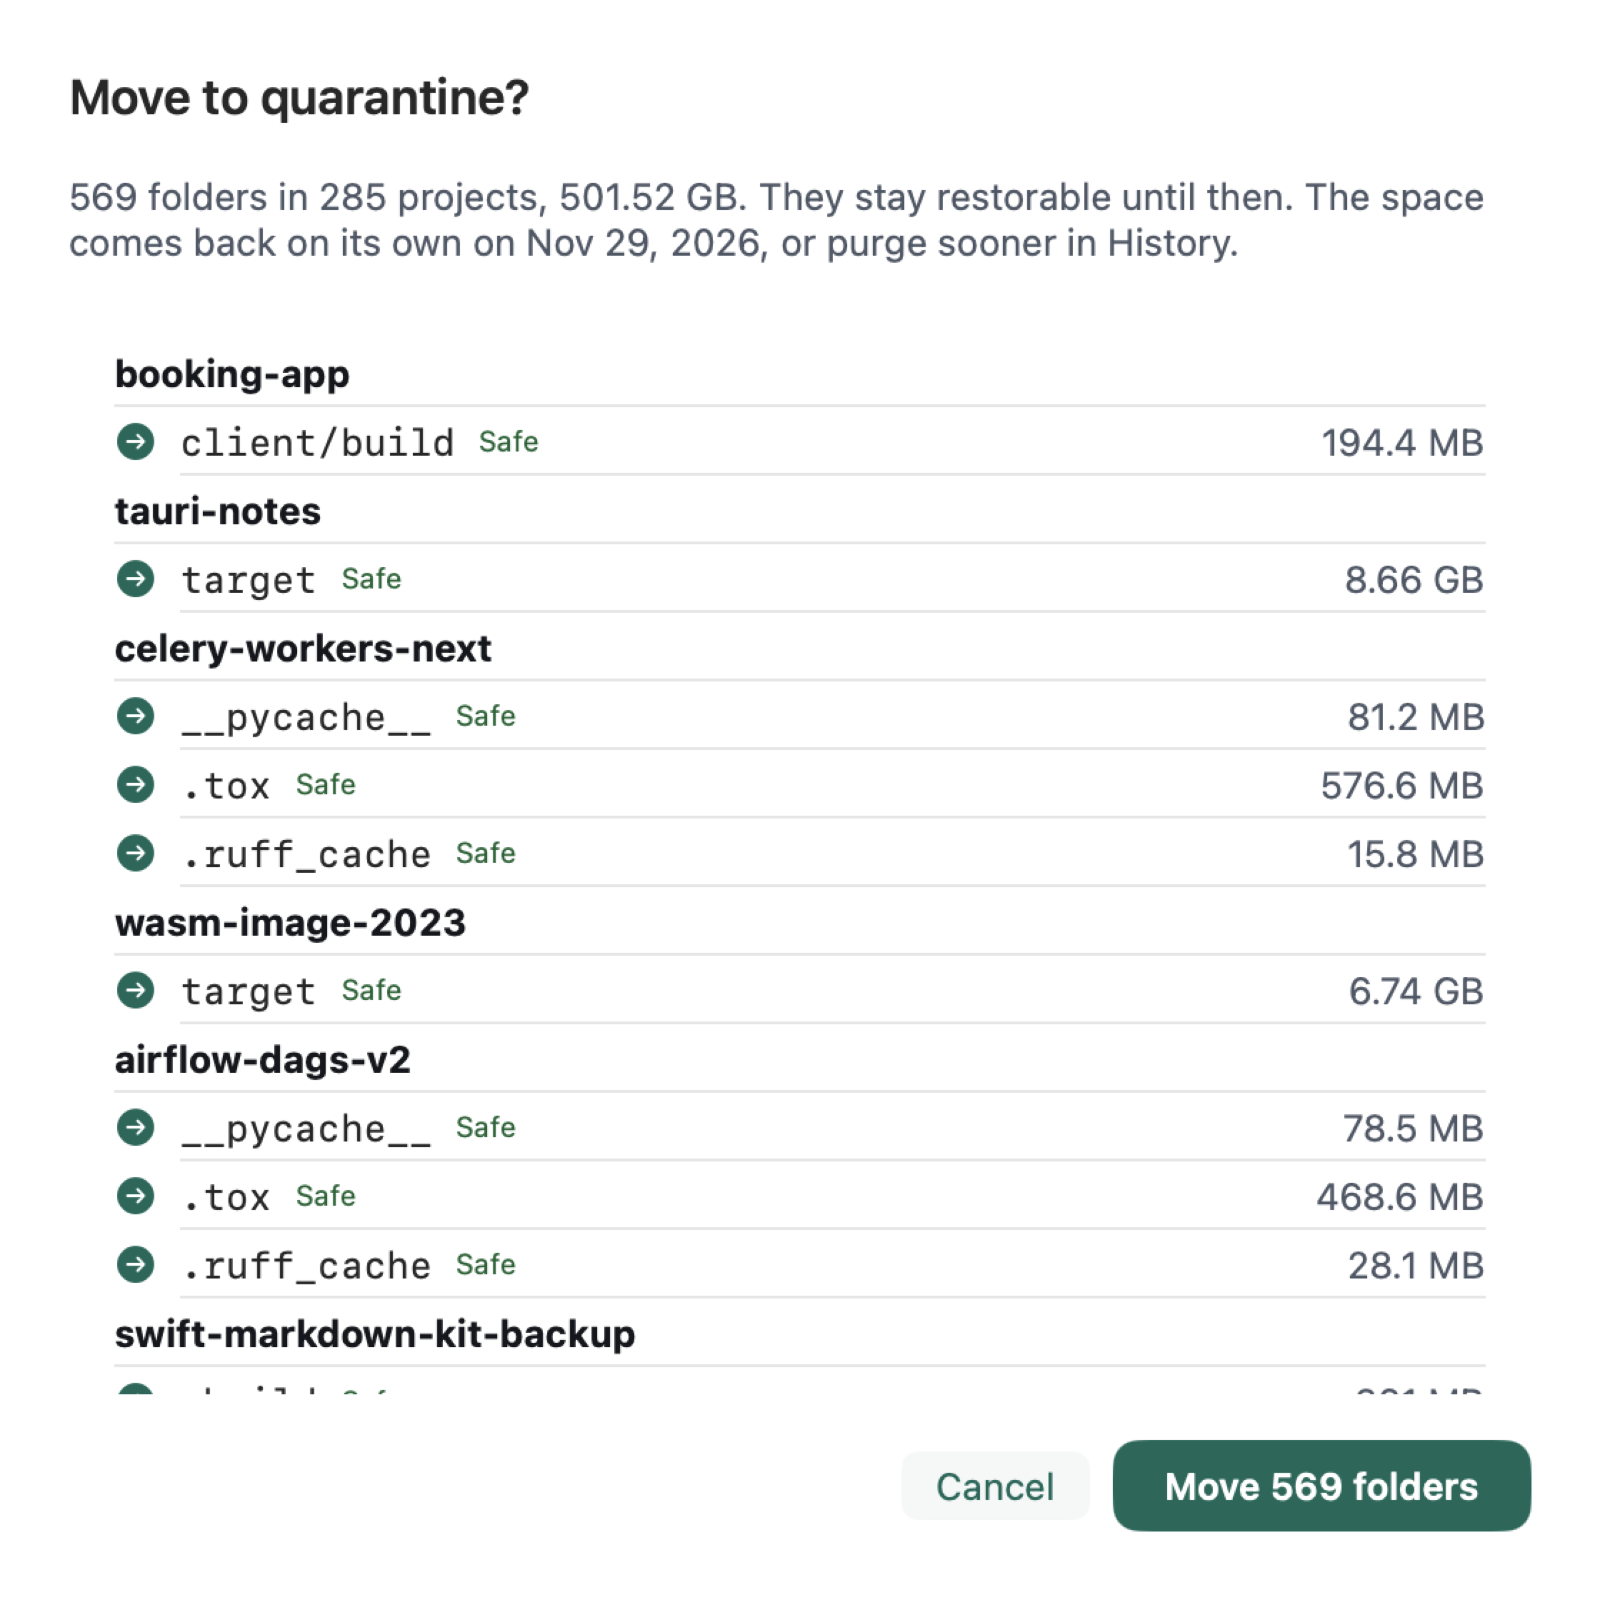 Move to quarantine?
569 folders in 285 projects, 501.52 GB. They stay restorable until then. The space
comes back on its own on Nov 29, 2026, or purge sooner in History.
booking-app
client/build Safe 194.4 MB
tauri-notes
target Safe 8.66 GB
celery-workers-next
__pycache__ Safe 81.2 MB
.tox Safe 576.6 MB
.ruff_cache Safe 15.8 MB
wasm-image-2023
target Safe 6.74 GB
airflow-dags-v2
__pycache__ Safe 78.5 MB
.tox Safe 468.6 MB
.ruff_cache Safe 28.1 MB
swift-markdown-kit-backup
Cancel
Move 569 folders